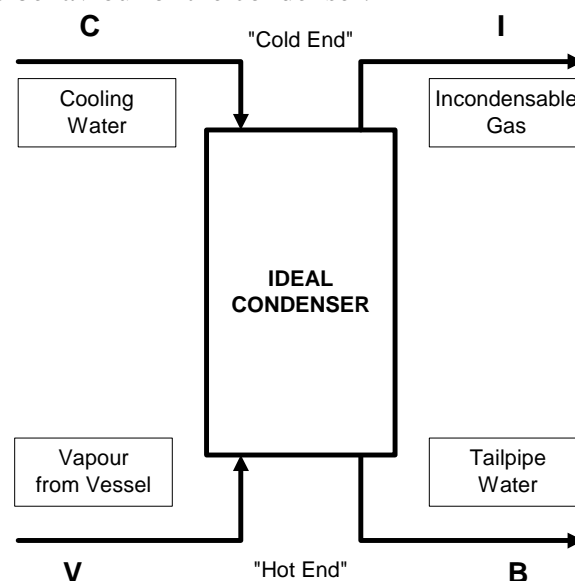 C
"Cold End"
I
Cooling
Water
Incondensable
Gas
IDEAL
CONDENSER
Vapour
from Vessel
Tailpipe
Water
V
"Hot End"
B